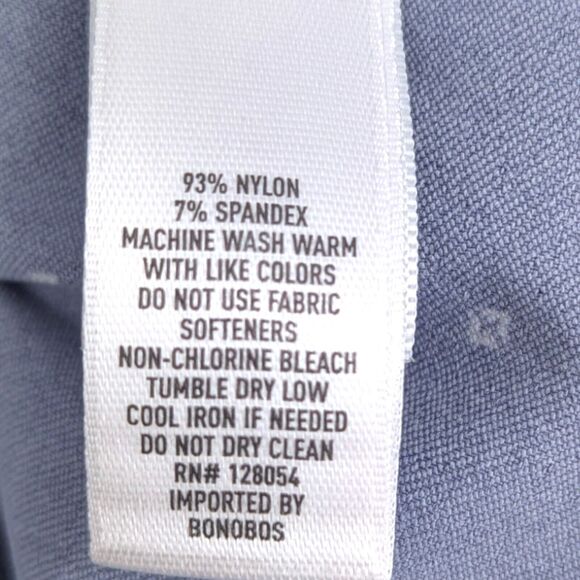 93% NYLON
7% SPANDEX
MACHINE WASH WARM
WITH LIKE COLORS
DO NOT USE FABRIC
SOFTENERS
NON-CHLORINE BLEACH
TUMBLE DRY LOW
COOL IRON IF NEEDED
DO NOT DRY CLEAN
RN# 128054
IMPORTED BY
BONOBOS